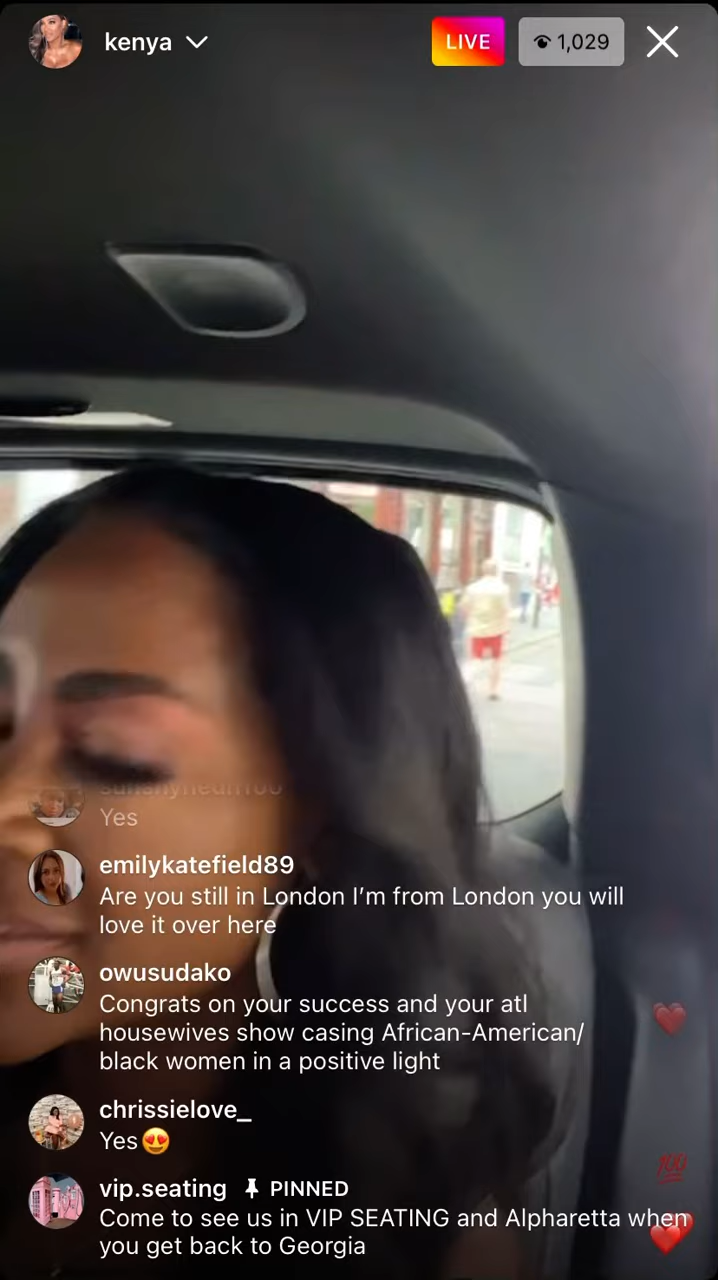 kenya
LIVE
1,029
Yes
emilykatefield89
Are you still in London I’m from London you will
love it over here
owusudako
Congrats on your success and your atl
housewives show casing African-American/
black women in a positive light
chrissielove_
Yes😍
vip.seating PINNED
Come to see us in VIP SEATING and Alpharetta when
you get back to Georgia
💯